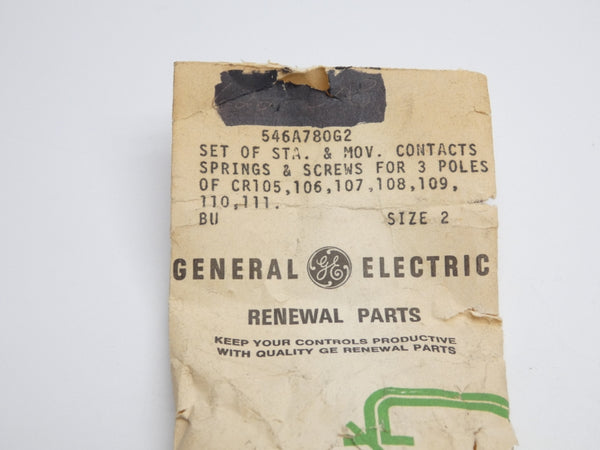 546A780G2
SET OF STA. & MOV. CONTACTS
SPRINGS & SCREWS FOR 3 POLES
OF CR105,106,107,108,109,
110,111.
BU SIZE 2
GENERAL GE ELECTRIC
RENEWAL PARTS
KEEP YOUR CONTROLS PRODUCTIVE
WITH QUALITY GE RENEWAL PARTS